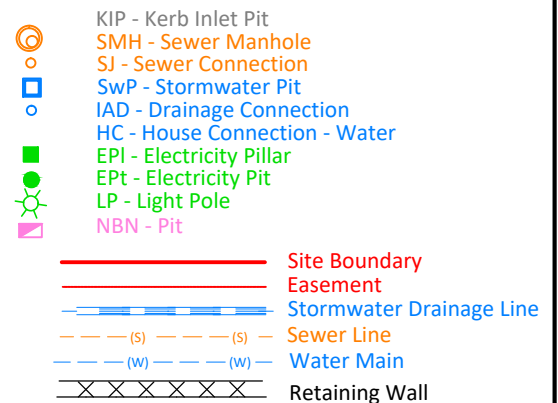 KIP - Kerb Inlet Pit
SMH - Sewer Manhole
SJ - Sewer Connection
SwP - Stormwater Pit
IAD - Drainage Connection
HC - House Connection - Water
EPl - Electricity Pillar
EPt - Electricity Pit
LP - Light Pole
NBN - Pit
Site Boundary
Easement
Stormwater Drainage Line
(S) (S) Sewer Line
(W) (W) Water Main
Retaining Wall